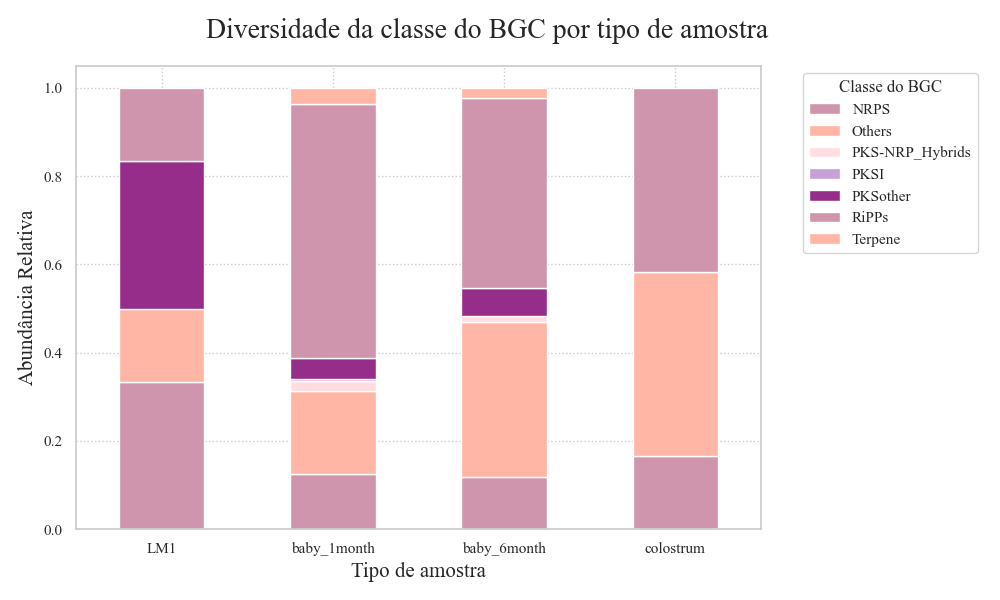 Diversidade da classe do BGC por tipo de amostra
Abundância Relativa
1.0
0.8
0.6
0.4
0.2
0.0
LM1
baby_1month
baby_6month
colostrum
Tipo de amostra
Classe do BGC
NRPS
Others
PKS-NRP_Hybrids
PKSI
PKSother
RiPPs
Terpene